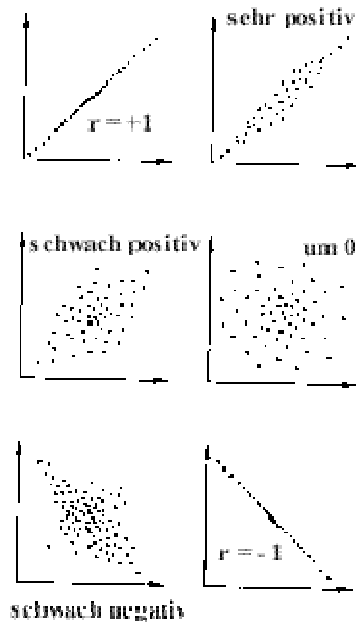 sehr positiv
r = +1
schwach positiv
um 0
r = - 1
schwach negativ